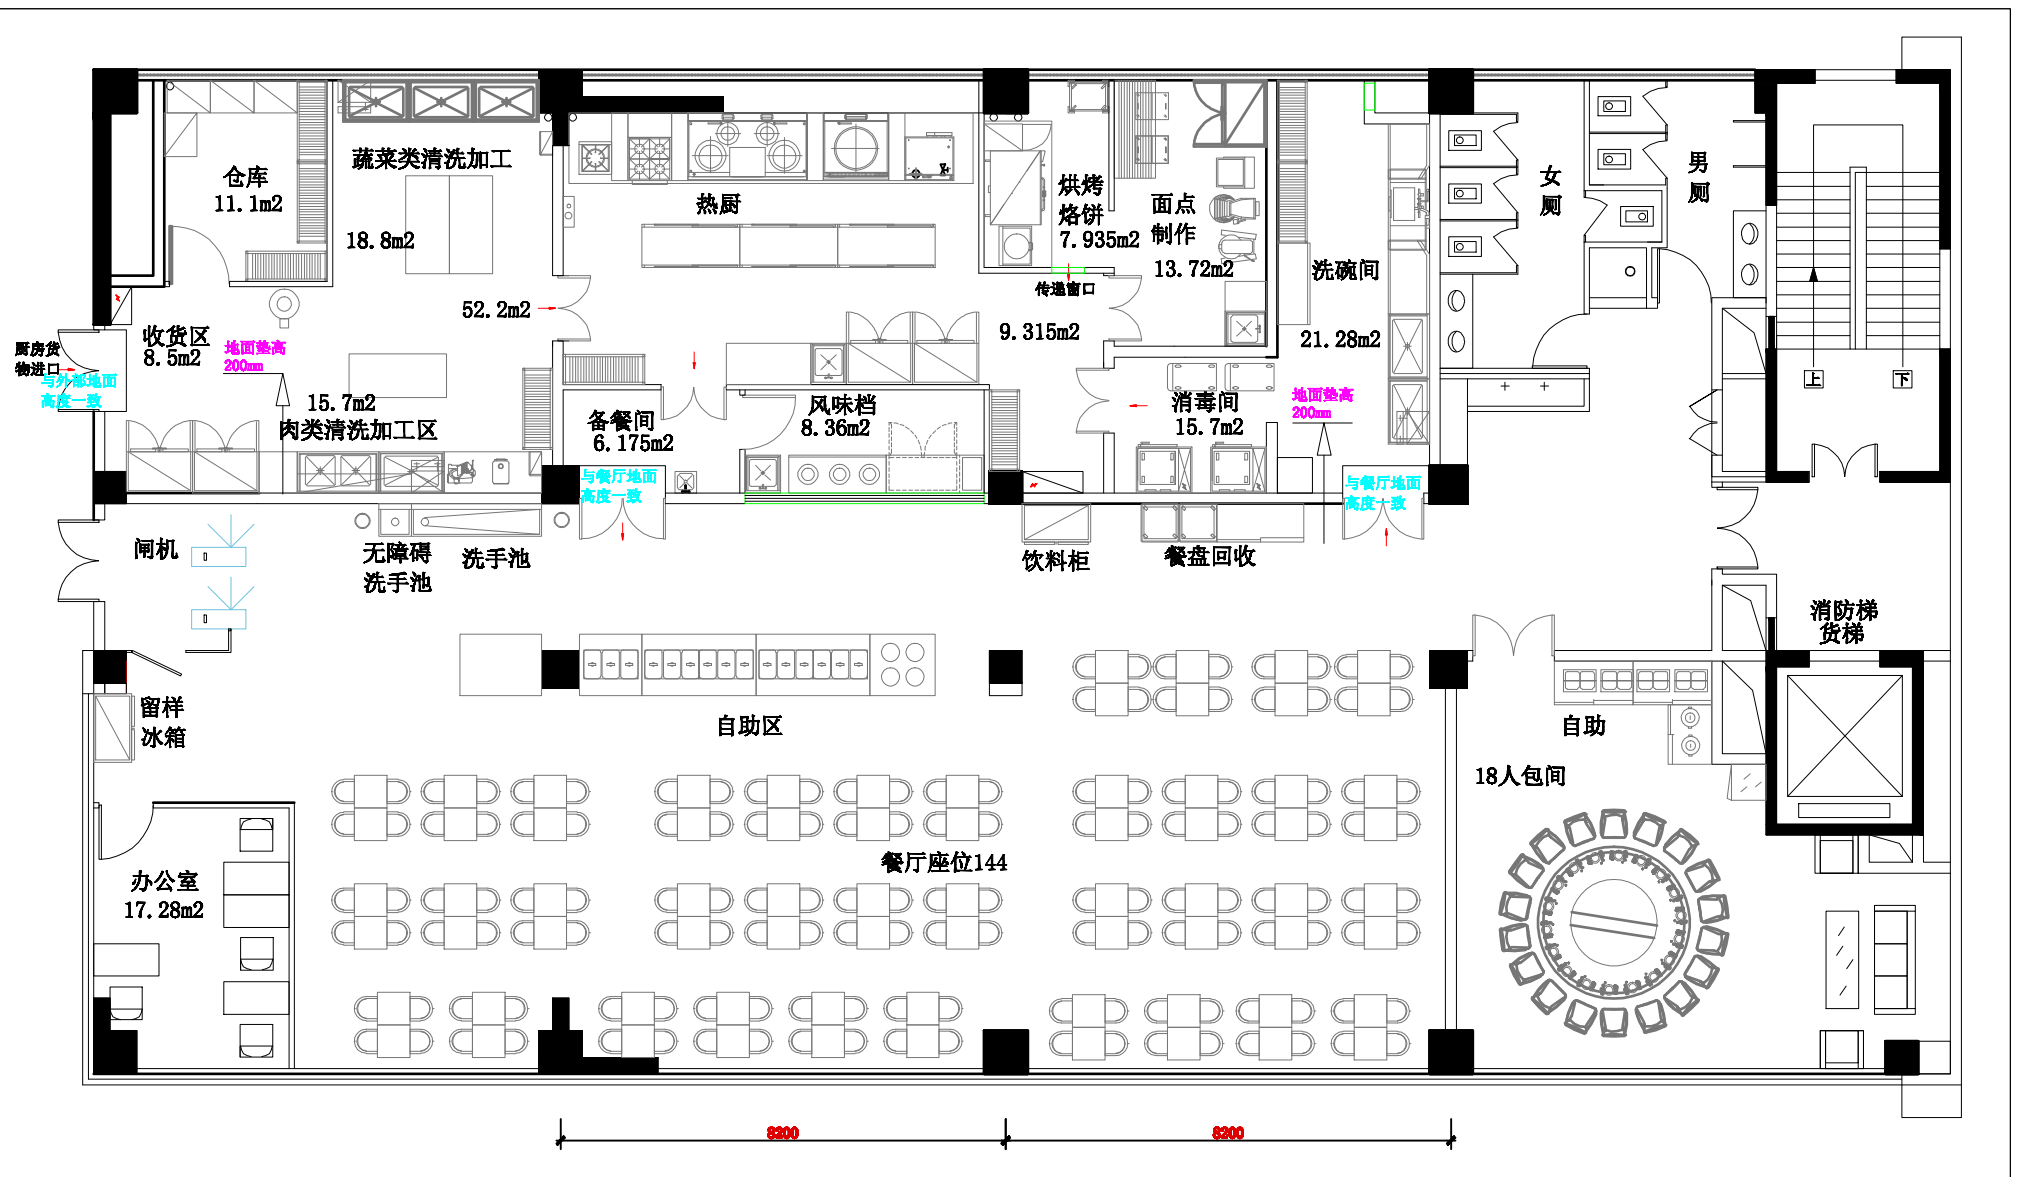 仓库
11.1m2
蔬菜类清洗加工
18.8m2
热厨
52.2m2
烘烤
烙饼
7.935m2
传递窗口
9.315m2
面点
制作
13.72m2
洗碗间
21.28m2
女
厕
男
厕
厨房货
物进口
与外部地面
高度一致
收货区
8.5m2
地面垫高
200mm
15.7m2
肉类清洗加工区
备餐间
6.175m2
风味档
8.36m2
消毒间
15.7m2
地面垫高
200mm
上
下
与餐厅地面
高度一致
与餐厅地面
高度一致
闸机
无障碍
洗手池
洗手池
饮料柜
餐盘回收
消防梯
货梯
留样
冰箱
自助区
自助
18人包间
餐厅座位144
办公室
17.28m2
8200
8200